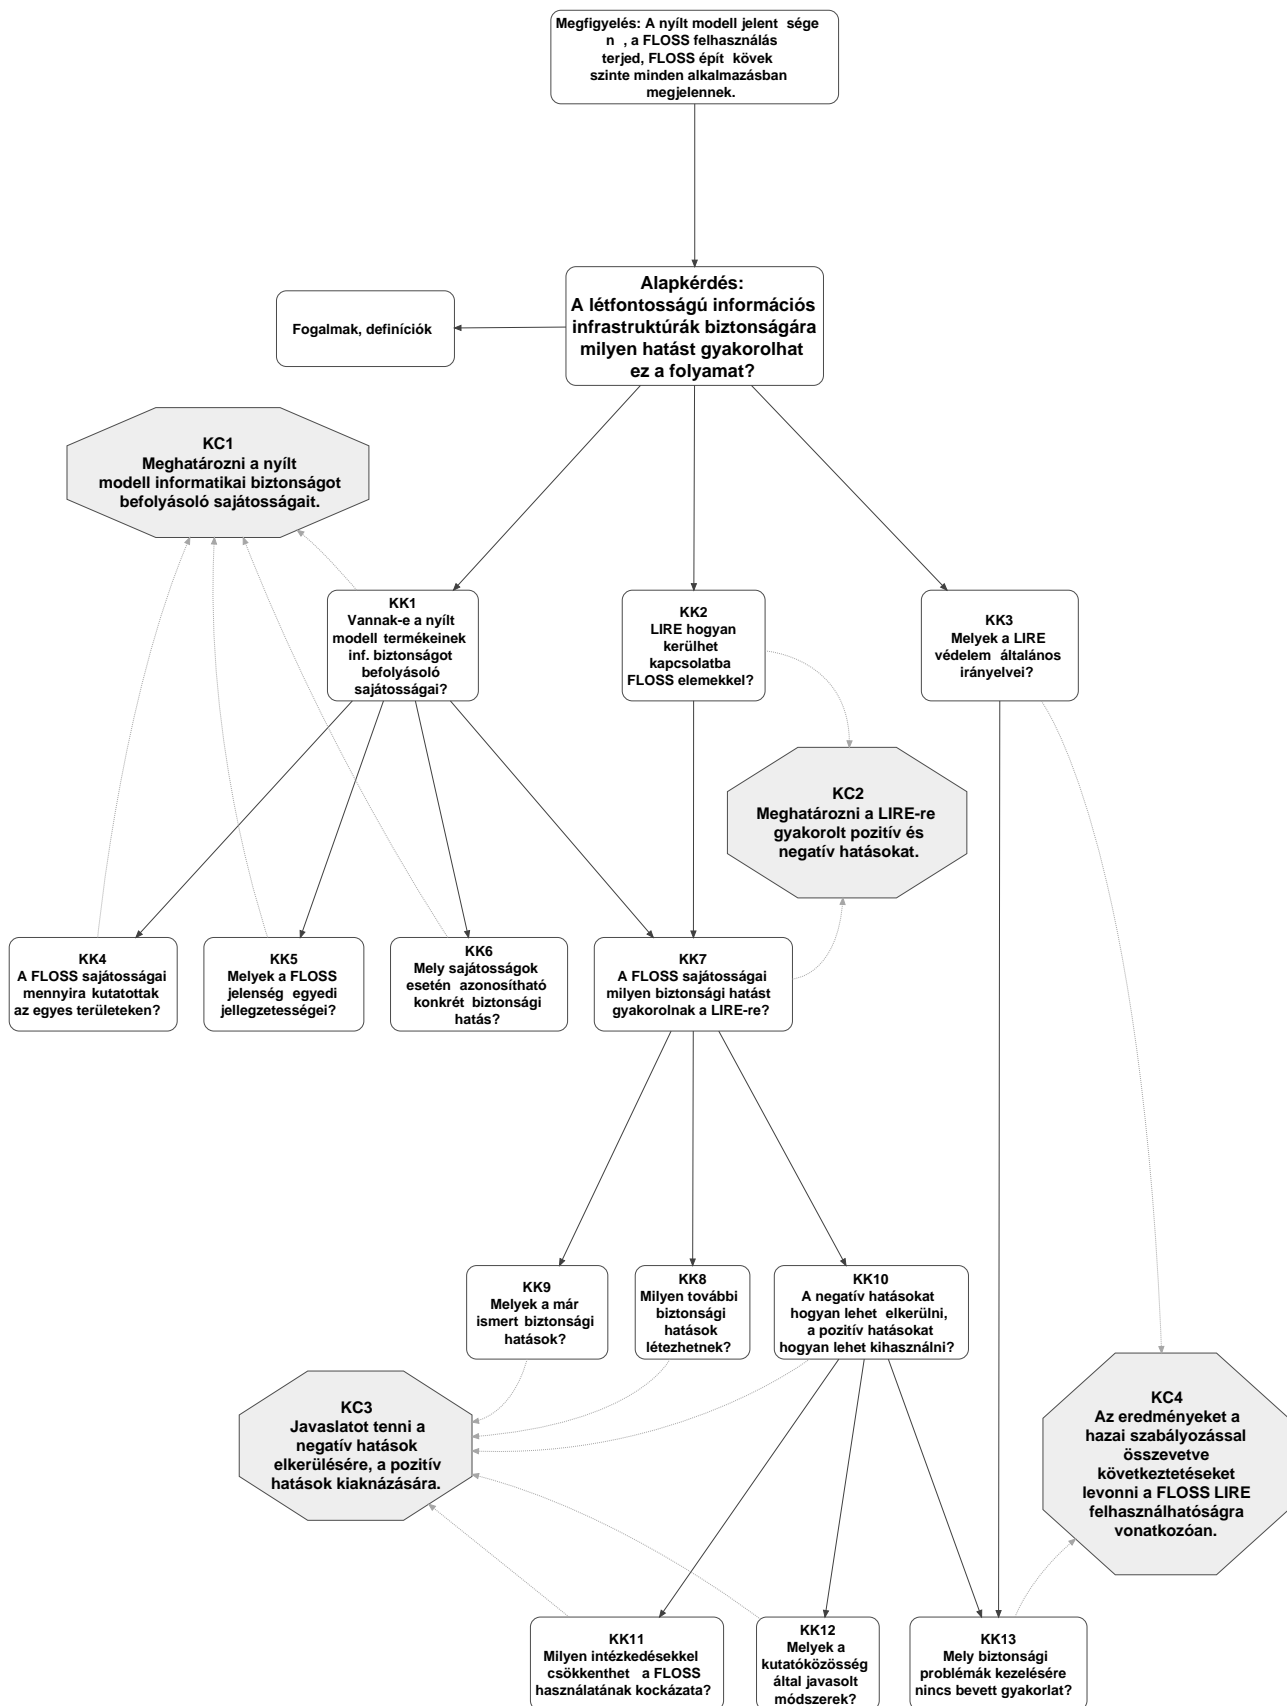 Megfigyelés: A nyílt modell jelent sége
n , a FLOSS felhasználás
terjed, FLOSS épít kövek
szinte minden alkalmazásban
megjelennek.
Alapkérdés:
A létfontosságú információs
infrastruktúrák biztonságára
milyen hatást gyakorolhat
ez a folyamat?
Fogalmak, definíciók
KC1
Meghatározni a nyílt
modell informatikai biztonságot
befolyásoló sajátosságait.
KK1
Vannak-e a nyílt
modell termékeinek
inf. biztonságot
befolyásoló
sajátosságai?
KK2
LIRE hogyan
kerülhet
kapcsolatba
FLOSS elemekkel?
KK3
Melyek a LIRE
védelem általános
irányelvei?
KC2
Meghatározni a LIRE-re
gyakorolt pozitív és
negatív hatásokat.
KK4
A FLOSS sajátosságai
mennyira kutatottak
az egyes területeken?
KK5
Melyek a FLOSS
jelenség egyedi
jellegzetességei?
KK6
Mely sajátosságok
esetén azonosítható
konkrét biztonsági
hatás?
KK7
A FLOSS sajátosságai
milyen biztonsági hatást
gyakorolnak a LIRE-re?
KK9
Melyek a már
ismert biztonsági
hatások?
KK8
Milyen további
biztonsági
hatások
létezhetnek?
KK10
A negatív hatásokat
hogyan lehet elkerülni,
a pozitív hatásokat
hogyan lehet kihasználni?
KC3
Javaslatot tenni a
negatív hatások
elkerülésére, a pozitív
hatások kiaknázására.
KC4
Az eredményeket a
hazai szabályozással
összevetve
következtetéseket
levonni a FLOSS LIRE
felhasználhatóságra
vonatkozóan.
KK11
Milyen intézkedésekkel
csökkenthet a FLOSS
használatának kockázata?
KK12
Melyek a
kutatóközösség
által javasolt
módszerek?
KK13
Mely biztonsági
problémák kezelésére
nincs bevett gyakorlat?